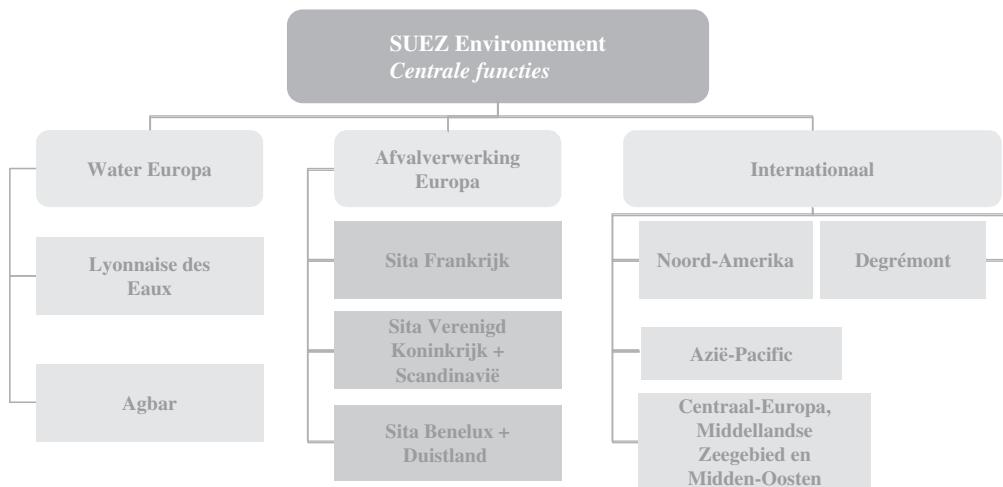 SUEZ Environnement
Centrale functies
Water Europa
Afvalverwerking
Europa
Internationaal
Lyonnaise des
Eaux
Sita Frankrijk
Noord-Amerika
Degrémont
Sita Verenigd
Koninkrijk +
Scandinavië
Azië-Pacific
Agbar
Sita Benelux +
Duistland
Centraal-Europa,
Middellandse
Zeegebied en
Midden-Oosten